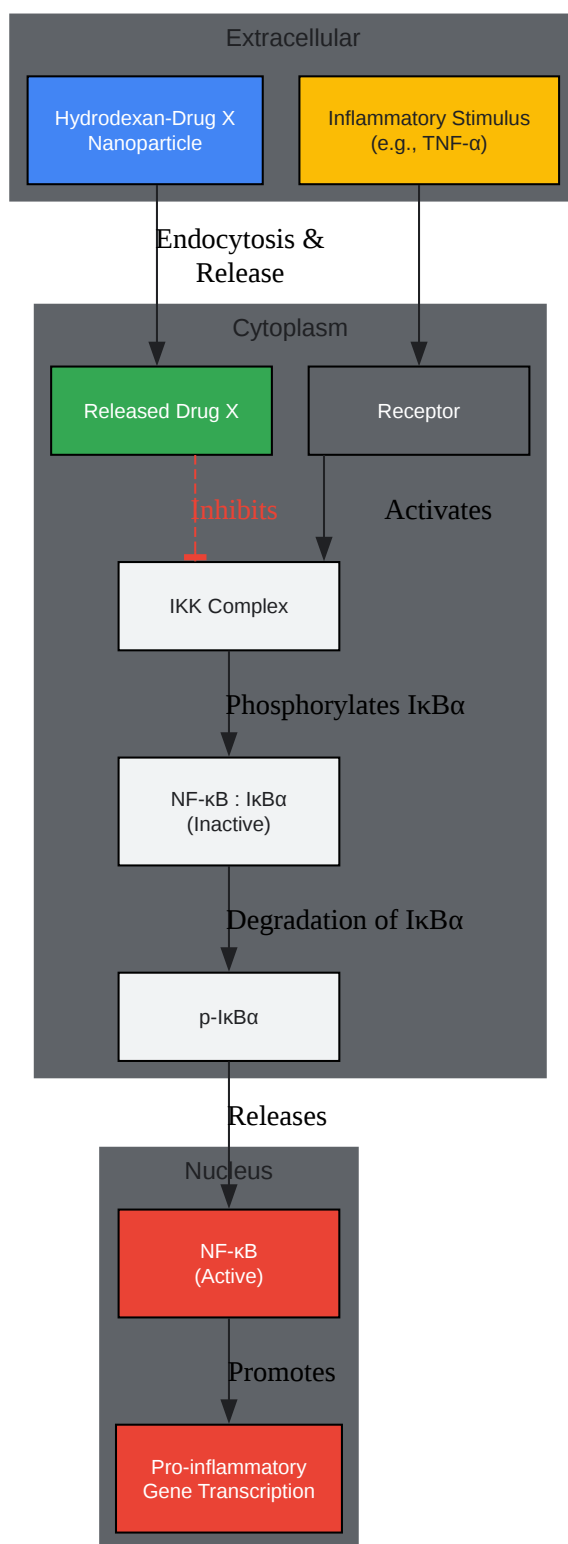 Extracellular
Hydrodexan-Drug X
Nanoparticle
Inflammatory Stimulus
(e.g., TNF-α)
Endocytosis &
Release
Cytoplasm
Released Drug X
Receptor
Inhibits
Activates
IKK Complex
Phosphorylates IκBα
NF-κB : IκBα
(Inactive)
Degradation of IκBα
p-IκBα
Releases
Nucleus
NF-κB
(Active)
Promotes
Pro-inflammatory
Gene Transcription